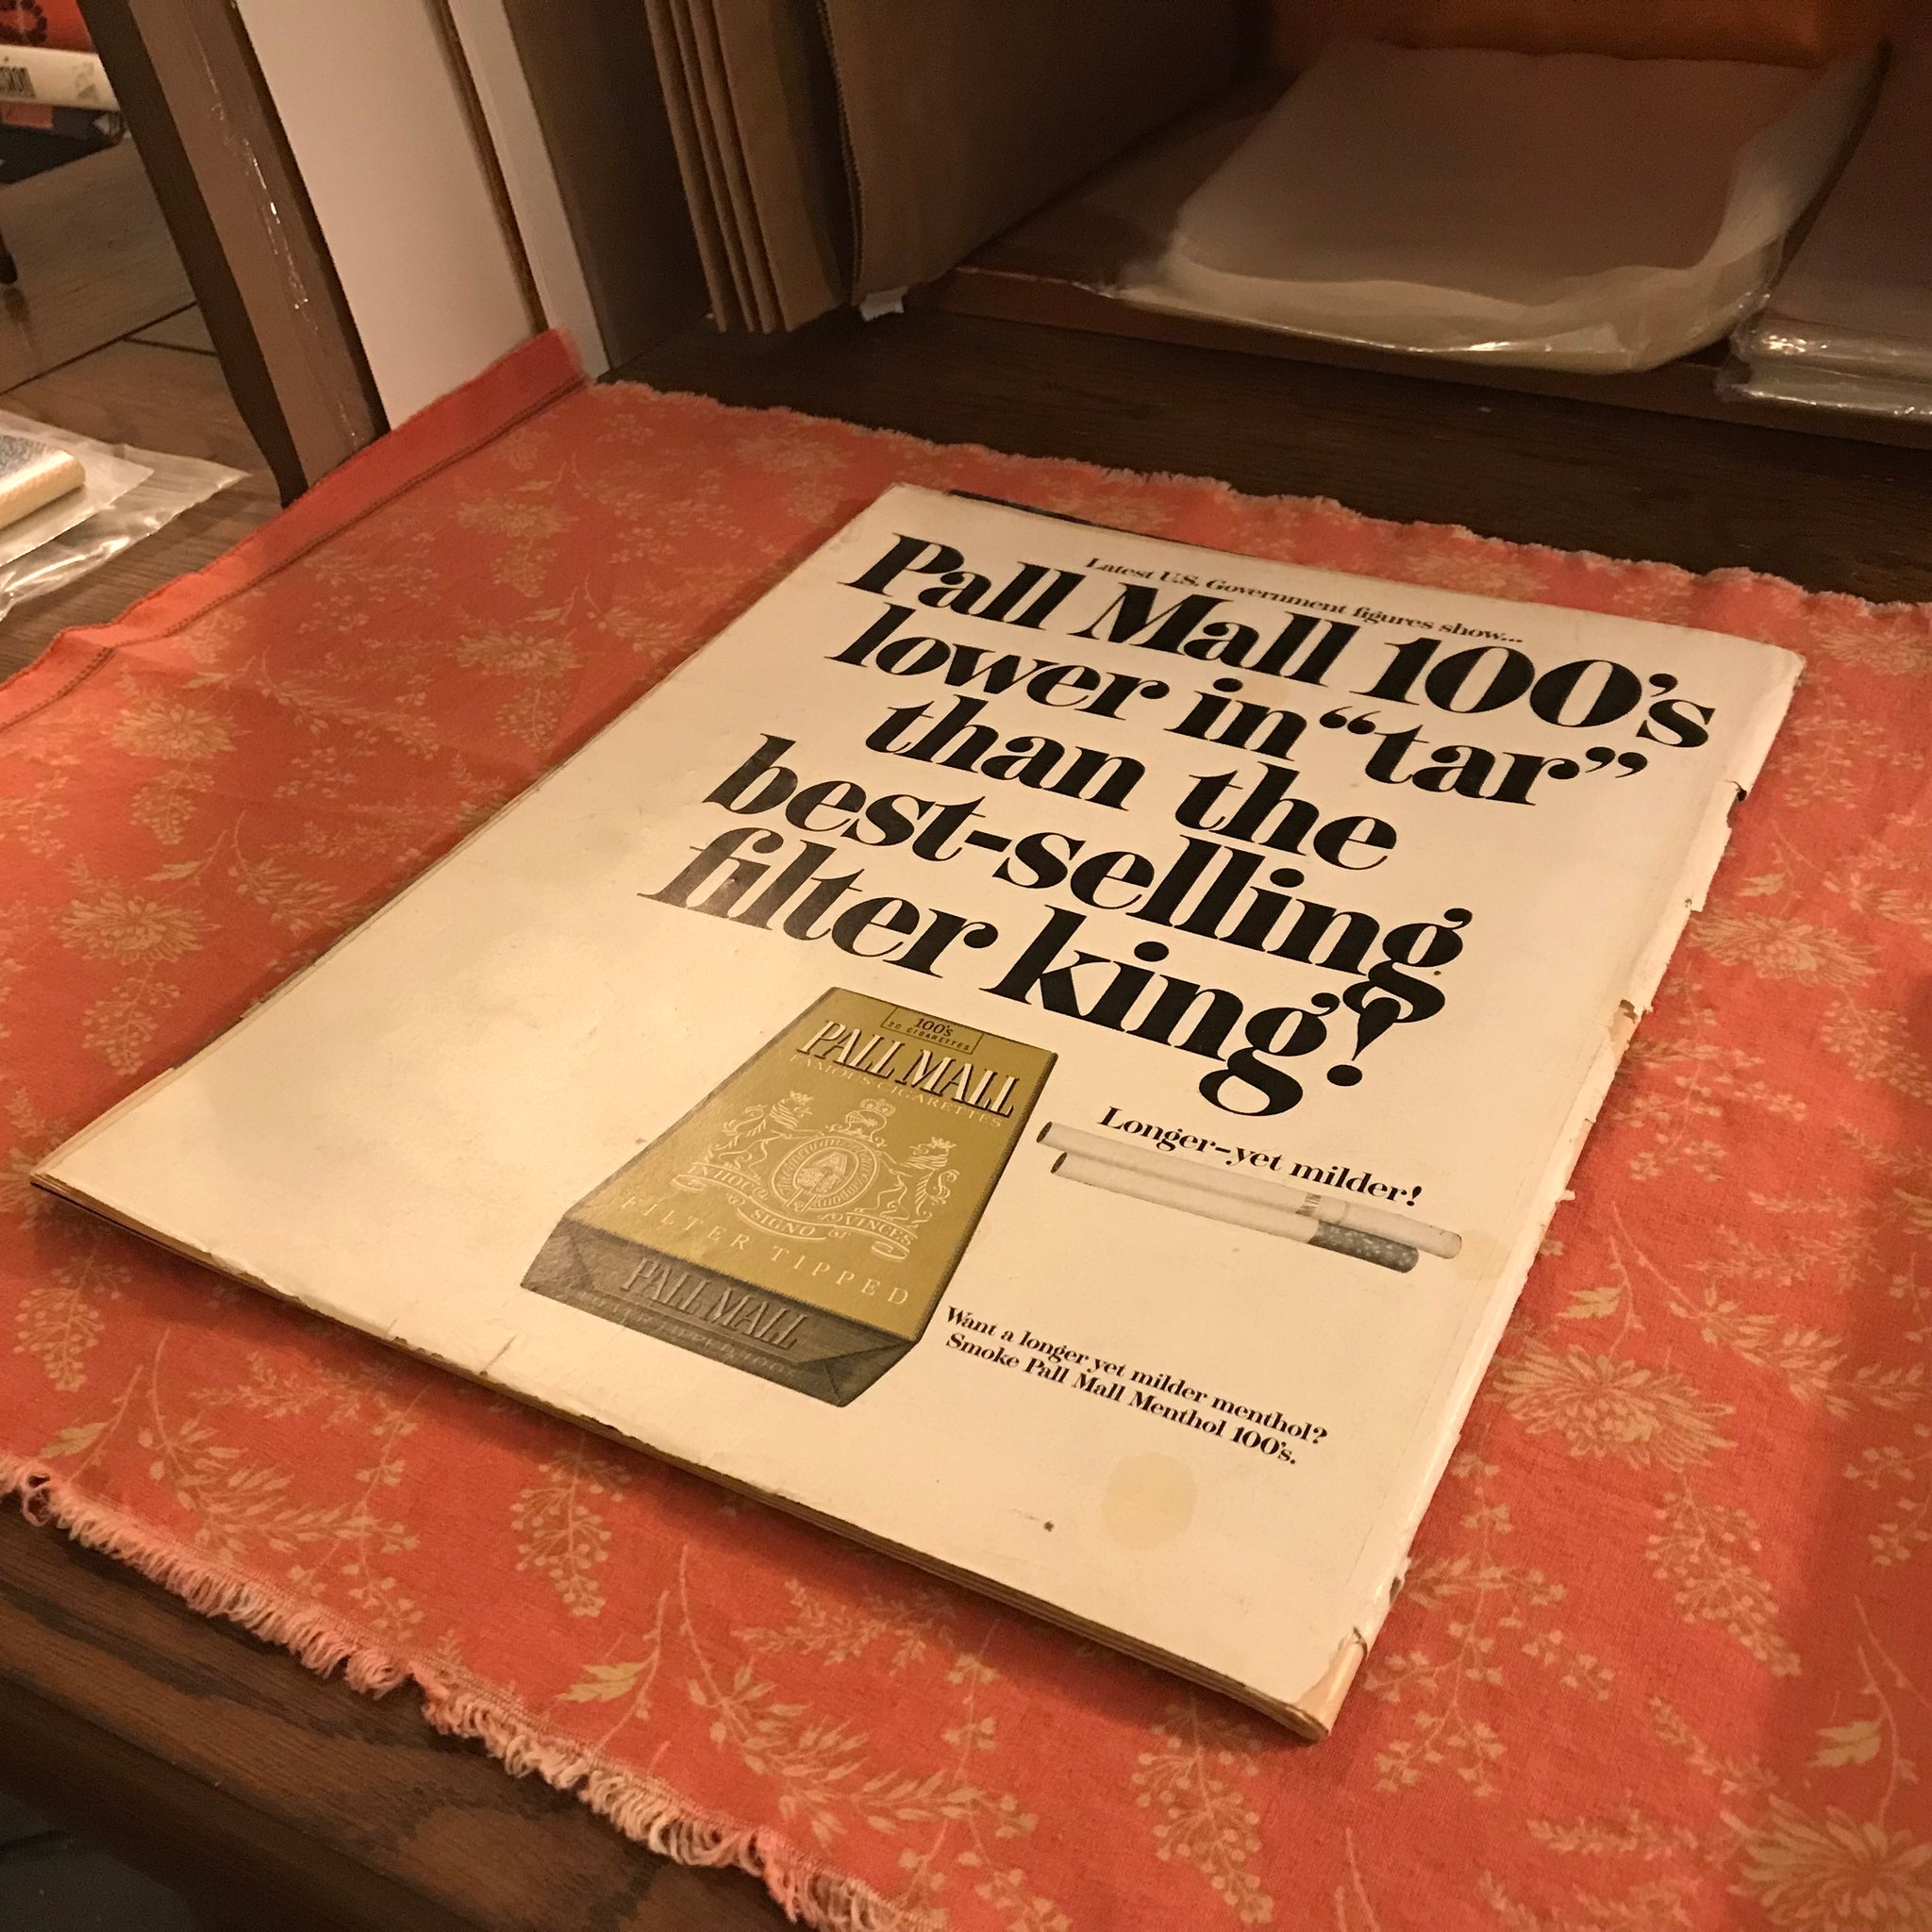 Latest U.S. Government figures show...
Pall Mall 100's
lower in “tar”
than the
best-selling
filter king!
100's
20 CIGARETTES
PALL MALL
FAMOUS CIGARETTES
IN HOC
SIGNO
VINCES
FILTER TIPPED
PALL MALL
Longer-yet milder!
Want a longer yet milder menthol?
Smoke Pall Mall Menthol 100's.